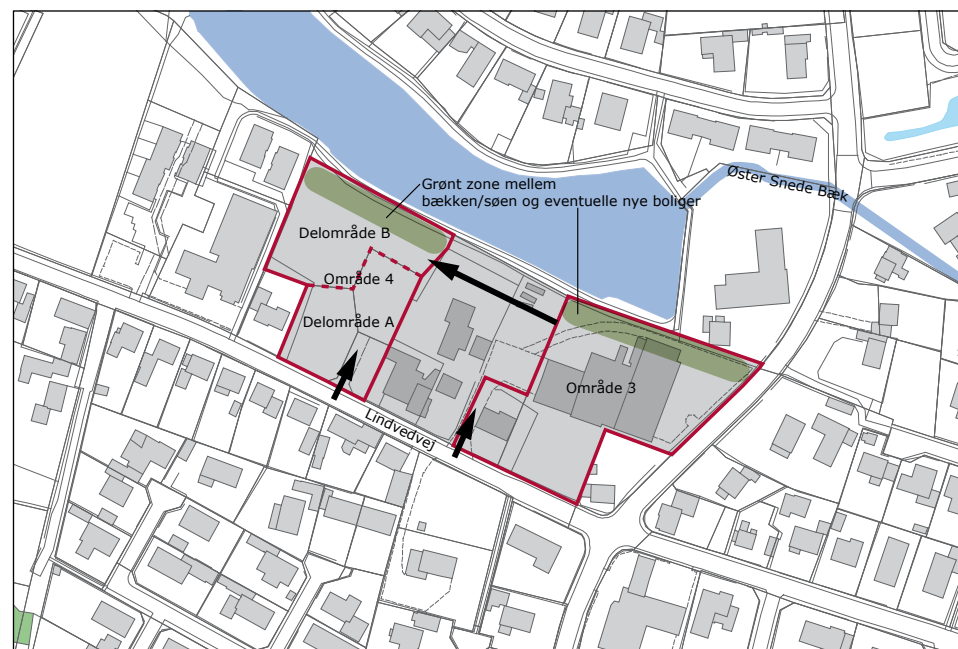 Øster Snede Bæk
Grønt zone mellem
bækken/søen og eventuelle nye boliger
Delområde B
Område 4
Delområde A
Område 3
Lindvedvej